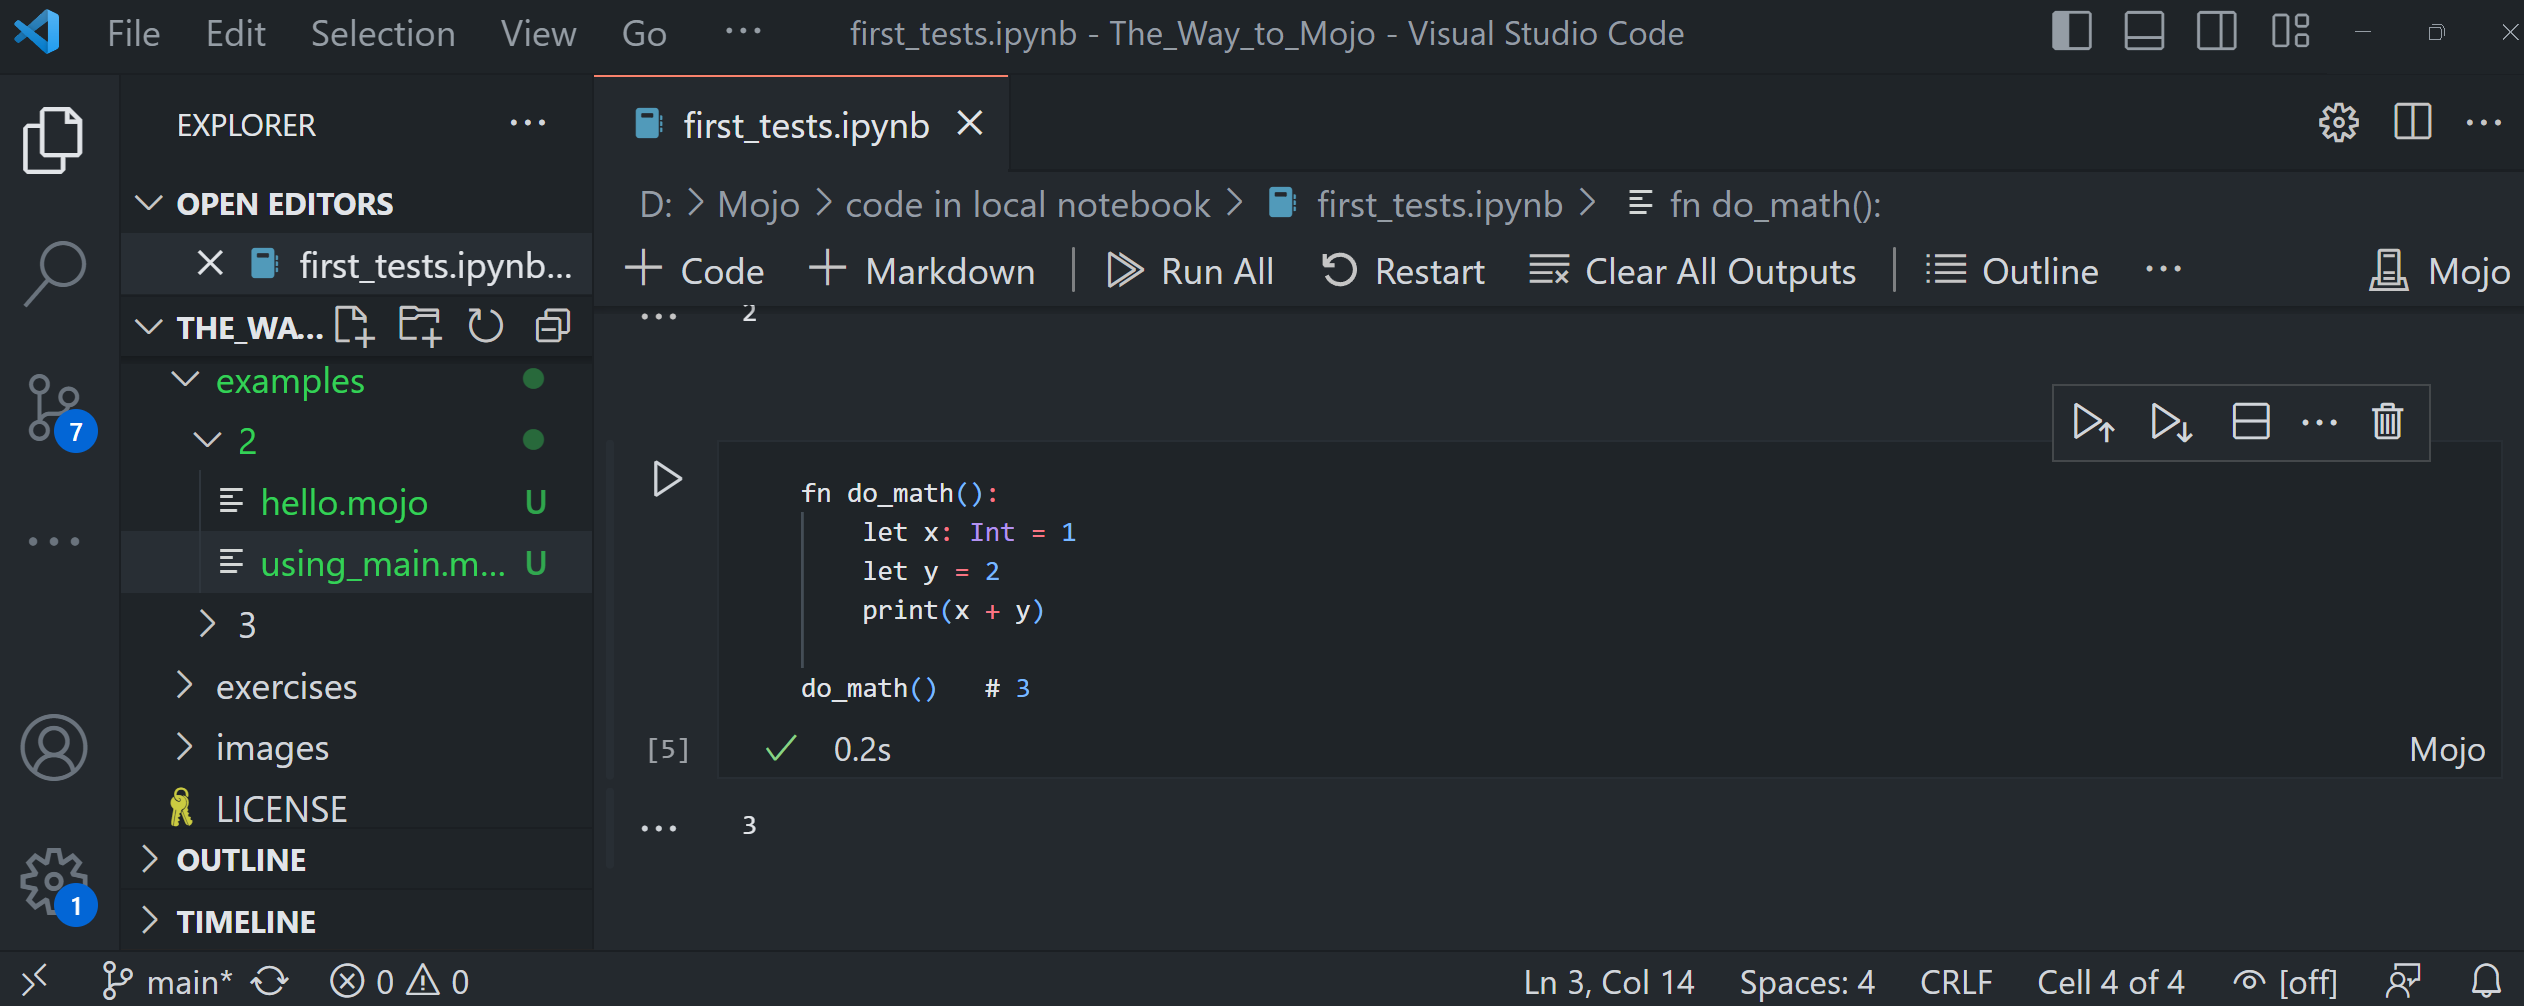 File Edit Selection View Go ··· first_tests.ipynb - The_Way_to_Mojo - Visual Studio Code
EXPLORER ···
first_tests.ipynb
OPEN EDITORS
D: > Mojo > code in local notebook > first_tests.ipynb > fn do_math():
first_tests.ipynb...
+ Code + Markdown | Run All Restart Clear All Outputs | Outline ··· Mojo
THE_WA...
··· 2
examples
2
hello.mojo U
using_main.m... U
3
exercises
images
LICENSE
OUTLINE
TIMELINE
7
1
fn do_math():
let x: Int = 1
let y = 2
print(x + y)
do_math() # 3
[5] 0.2s Mojo
··· 3
main* 0 0 Ln 3, Col 14 Spaces: 4 CRLF Cell 4 of 4 [off]